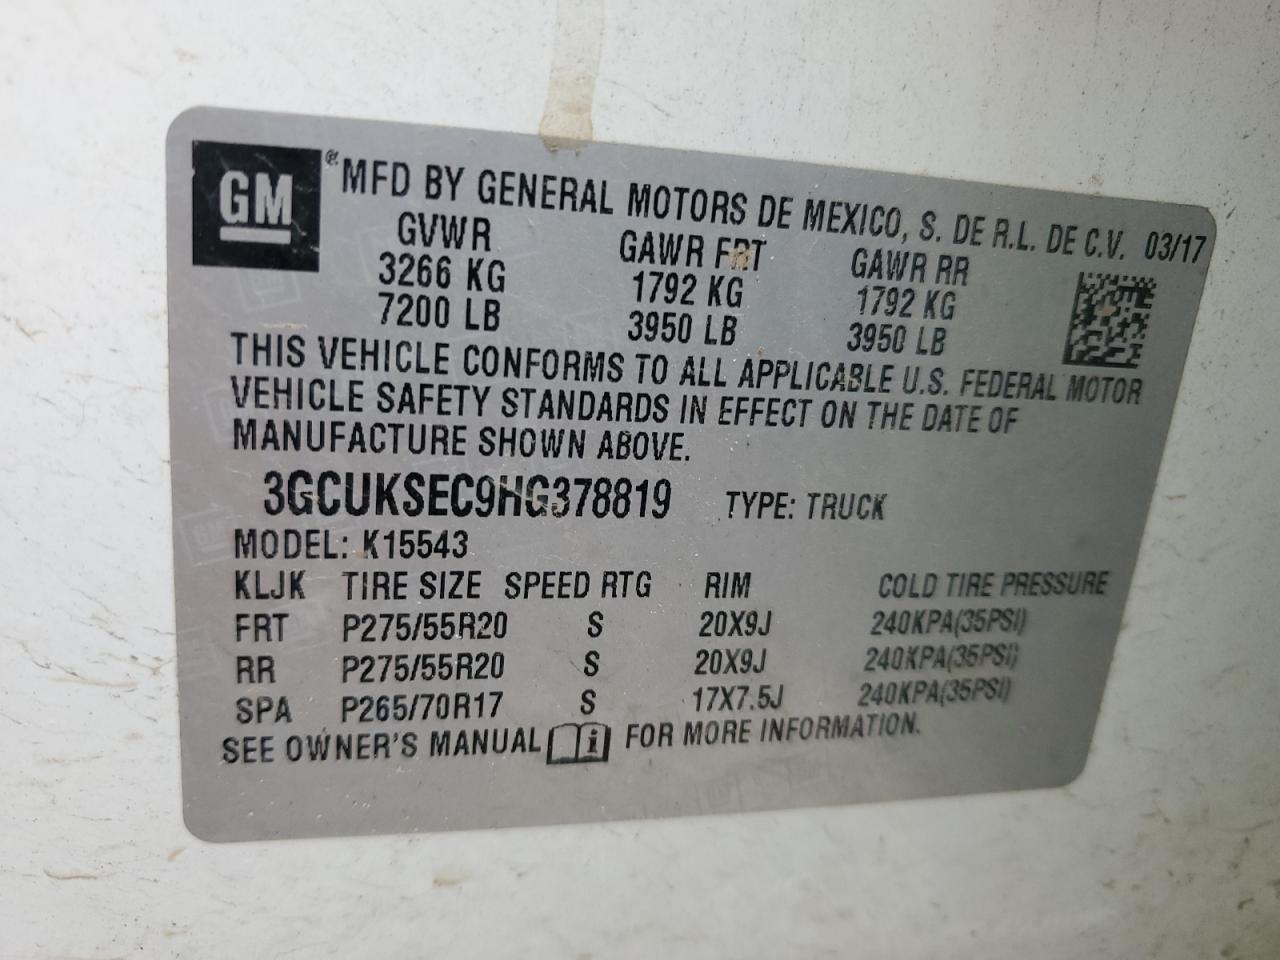 GM ® MFD BY GENERAL MOTORS DE MEXICO, S. DE R.L. DE C.V. 03/17
GVWR GAWR FRT GAWR RR
3266 KG 1792 KG 1792 KG
7200 LB 3950 LB 3950 LB
THIS VEHICLE CONFORMS TO ALL APPLICABLE U.S. FEDERAL MOTOR
VEHICLE SAFETY STANDARDS IN EFFECT ON THE DATE OF
MANUFACTURE SHOWN ABOVE.
3GCUKSEC9HG378819 TYPE: TRUCK
MODEL: K15543
KLJK TIRE SIZE SPEED RTG RIM COLD TIRE PRESSURE
FRT P275/55R20 S 20X9J 240KPA(35PSI)
RR P275/55R20 S 20X9J 240KPA(35PSI)
SPA P265/70R17 S 17X7.5J 240KPA(35PSI)
SEE OWNER'S MANUAL i FOR MORE INFORMATION.